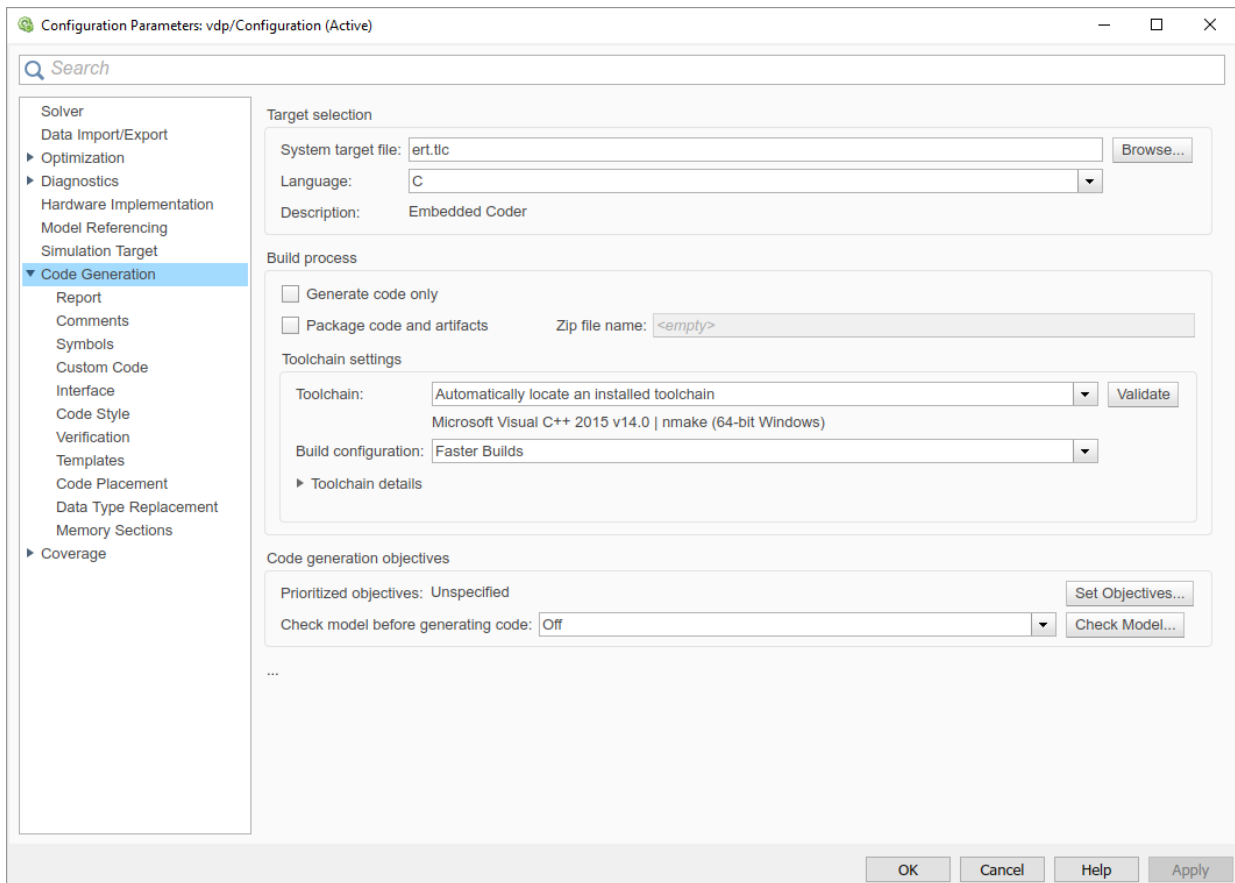 Configuration Parameters: vdp/Configuration (Active)
Search
Solver
Data Import/Export
Optimization
Diagnostics
Hardware Implementation
Model Referencing
Simulation Target
Code Generation
Report
Comments
Symbols
Custom Code
Interface
Code Style
Verification
Templates
Code Placement
Data Type Replacement
Memory Sections
Coverage
Target selection
System target file: ert.tlc Browse...
Language: C
Description: Embedded Coder
Build process
Generate code only
Package code and artifacts Zip file name: <empty>
Toolchain settings
Toolchain: Automatically locate an installed toolchain Validate
Microsoft Visual C++ 2015 v14.0 | nmake (64-bit Windows)
Build configuration: Faster Builds
Toolchain details
Code generation objectives
Prioritized objectives: Unspecified Set Objectives...
Check model before generating code: Off Check Model...
...
OK Cancel Help Apply